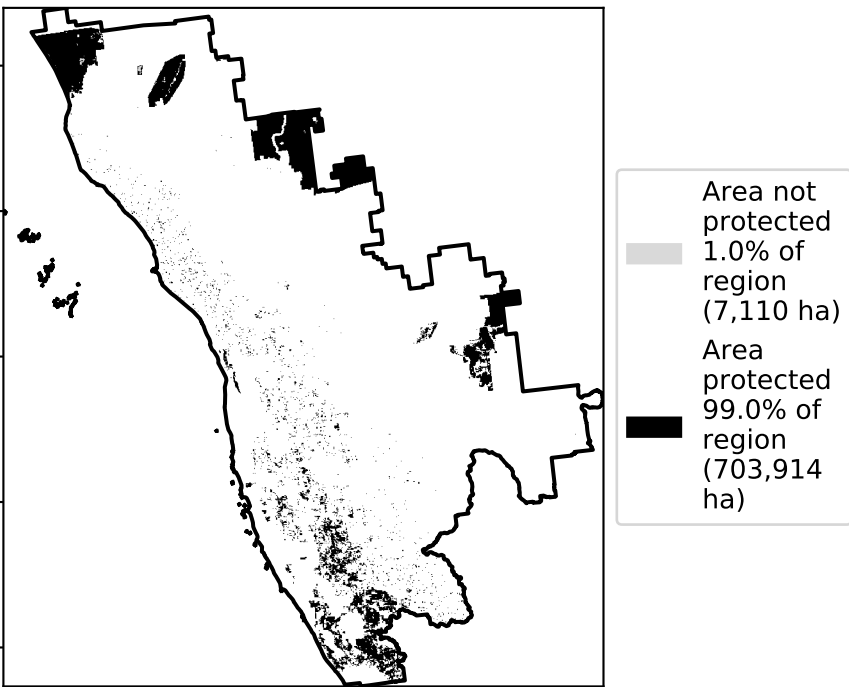 Area not
protected
1.0% of
region
(7,110 ha)
Area
protected
99.0% of
region
(703,914
ha)